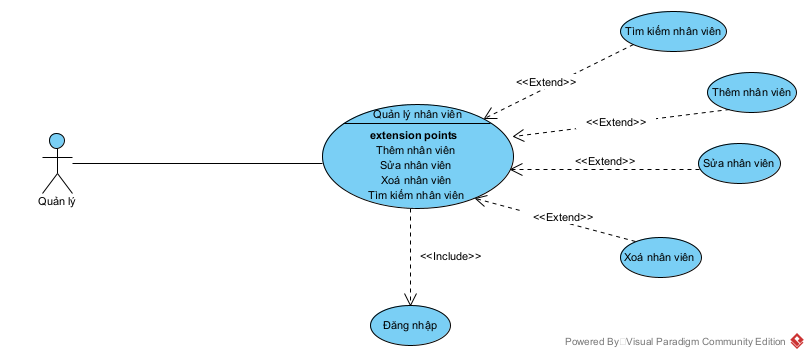 Tìm kiếm nhân viên
<<Extend>>
Thêm nhân viên
<<Extend>>
Quản lý nhân viên
extension points
Thêm nhân viên
Sửa nhân viên
Xoá nhân viên
Tìm kiếm nhân viên
<<Extend>>
Sửa nhân viên
Quản lý
<<Extend>>
Xoá nhân viên
<<Include>>
Đăng nhập
Powered By Visual Paradigm Community Edition